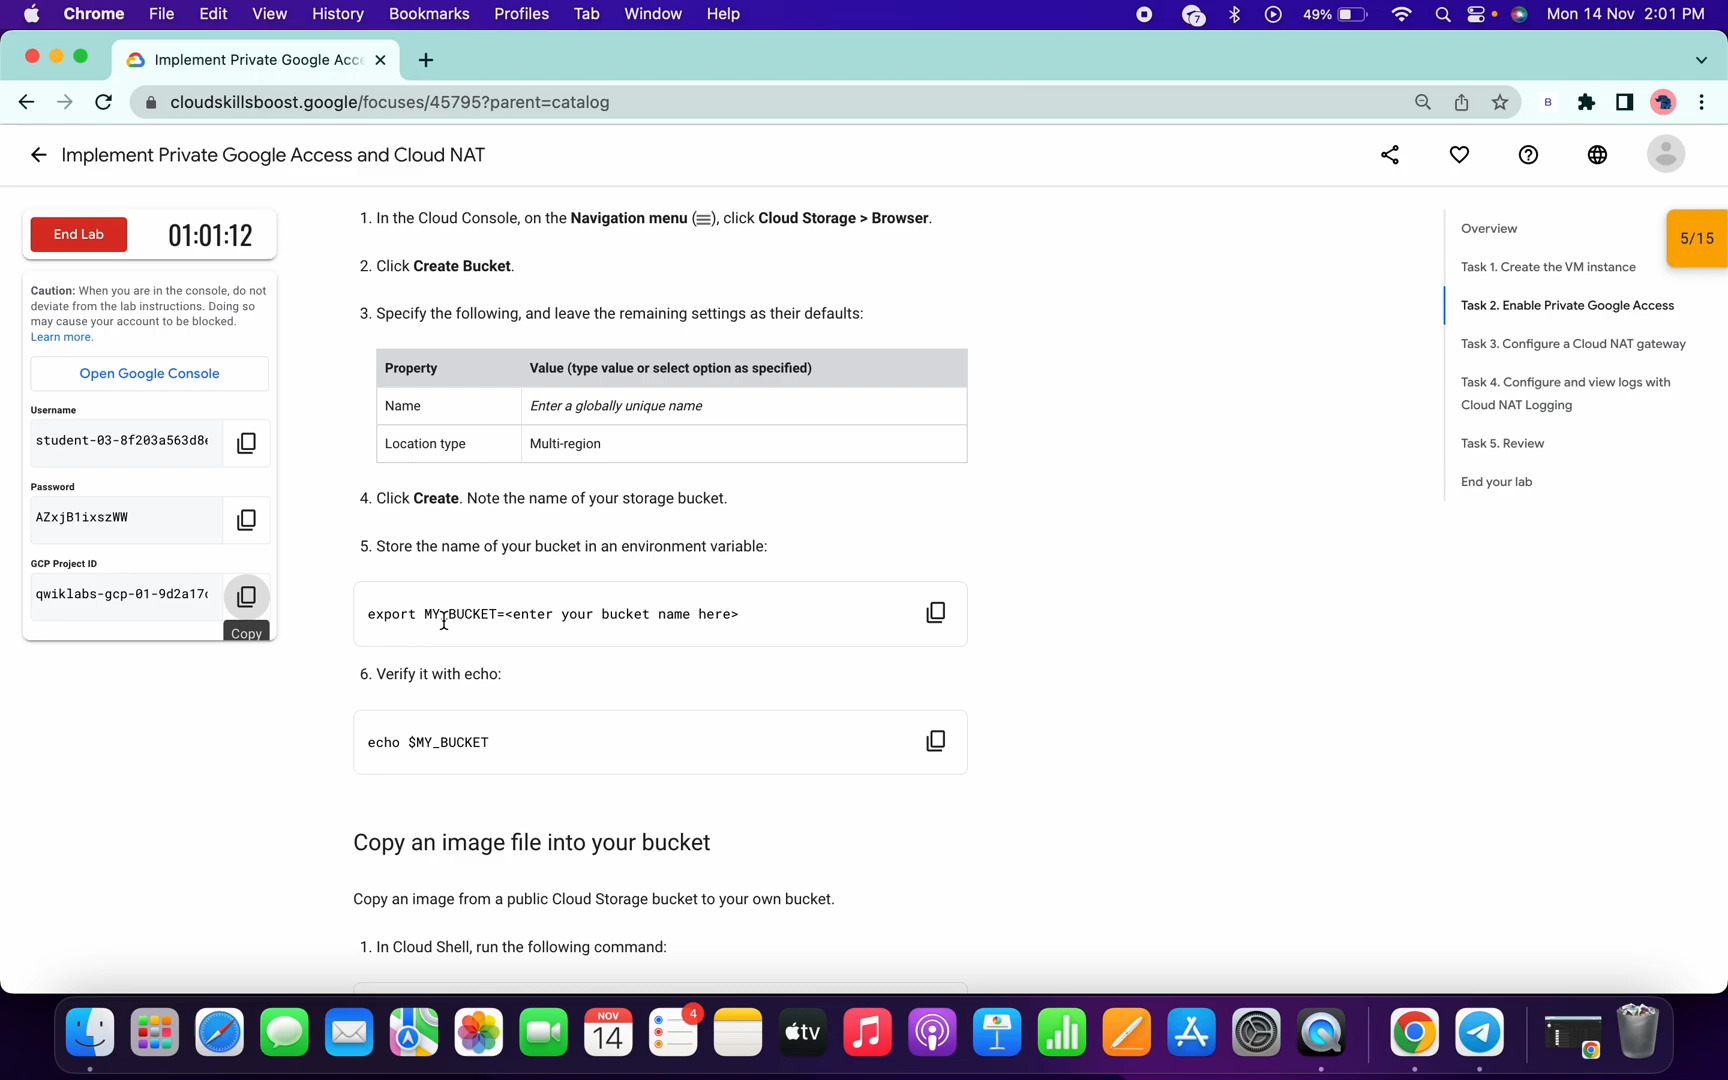 Chrome File Edit View History Bookmarks Profiles Tab Window Help 7 49% Mon 14 Nov 2:01 PM
Implement Private Google Acce
cloudskillsboost.google/focuses/45795?parent=catalog B
Implement Private Google Access and Cloud NAT
End Lab 01:01:12
Caution: When you are in the console, do not
deviate from the lab instructions. Doing so
may cause your account to be blocked.
Learn more.
Open Google Console
Username
student-03-8f203a563d8
Password
AZxjB1ixszWW
GCP Project ID
qwiklabs-gcp-01-9d2a17
Copy
1. In the Cloud Console, on the Navigation menu (), click Cloud Storage > Browser.
2. Click Create Bucket.
3. Specify the following, and leave the remaining settings as their defaults:
Property Value (type value or select option as specified)
Name Enter a globally unique name
Location type Multi-region
4. Click Create. Note the name of your storage bucket.
5. Store the name of your bucket in an environment variable:
export MY_BUCKET=<enter your bucket name here>
6. Verify it with echo:
echo $MY_BUCKET
Copy an image file into your bucket
Copy an image from a public Cloud Storage bucket to your own bucket.
1. In Cloud Shell, run the following command:
Overview
Task 1. Create the VM instance
Task 2. Enable Private Google Access
Task 3. Configure a Cloud NAT gateway
Task 4. Configure and view logs with
Cloud NAT Logging
Task 5. Review
End your lab
5/15
NOV
14
4
tv